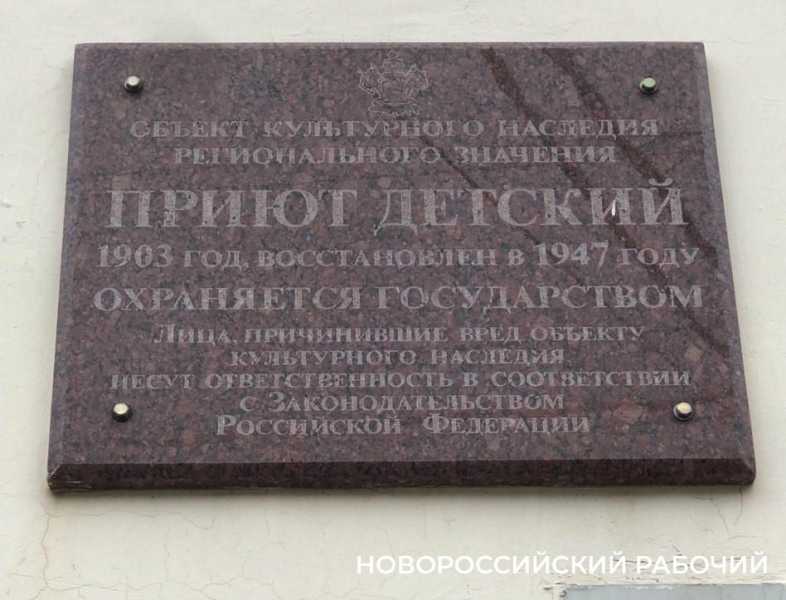 ОБЪЕКТ КУЛЬТУРНОГО НАСЛЕДИЯ
РЕГИОНАЛЬНОГО ЗНАЧЕНИЯ
ПРИЮТ ДЕТСКИЙ
1903 ГОД, ВОССТАНОВЛЕН В 1947 ГОДУ
ОХРАНЯЕТСЯ ГОСУДАРСТВОМ
ЛИЦА, ПРИЧИНИВШИЕ ВРЕД ОБЪЕКТУ
КУЛЬТУРНОГО НАСЛЕДИЯ,
НЕСУТ ОТВЕТСТВЕННОСТЬ В СООТВЕТСТВИИ
С ЗАКОНОДАТЕЛЬСТВОМ
РОССИЙСКОЙ ФЕДЕРАЦИИ
НОВОРОССИЙСКИЙ РАБОЧИЙ